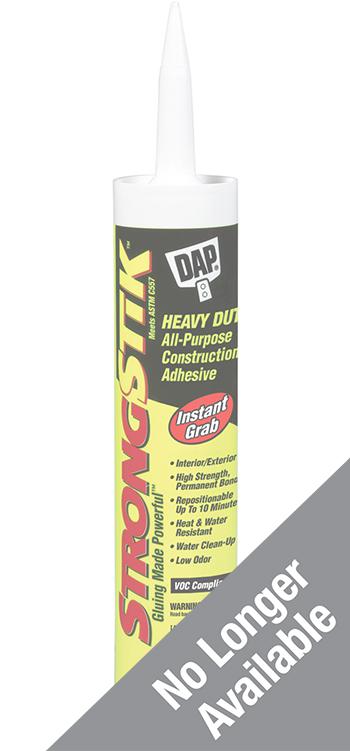 DAP
STRONGSTIK™
Gluing Made Powerful™
Meets ASTM C557
HEAVY DUT
All-Purpose
Construction
Adhesive
Instant
Grab
• Interior/Exterior
• High Strength,
Permanent Bond
• Repositionable
Up To 10 Minute
• Heat & Water
Resistant
• Water Clean-Up
• Low Odor
VOC Complia
WARNING
No Longer
Available